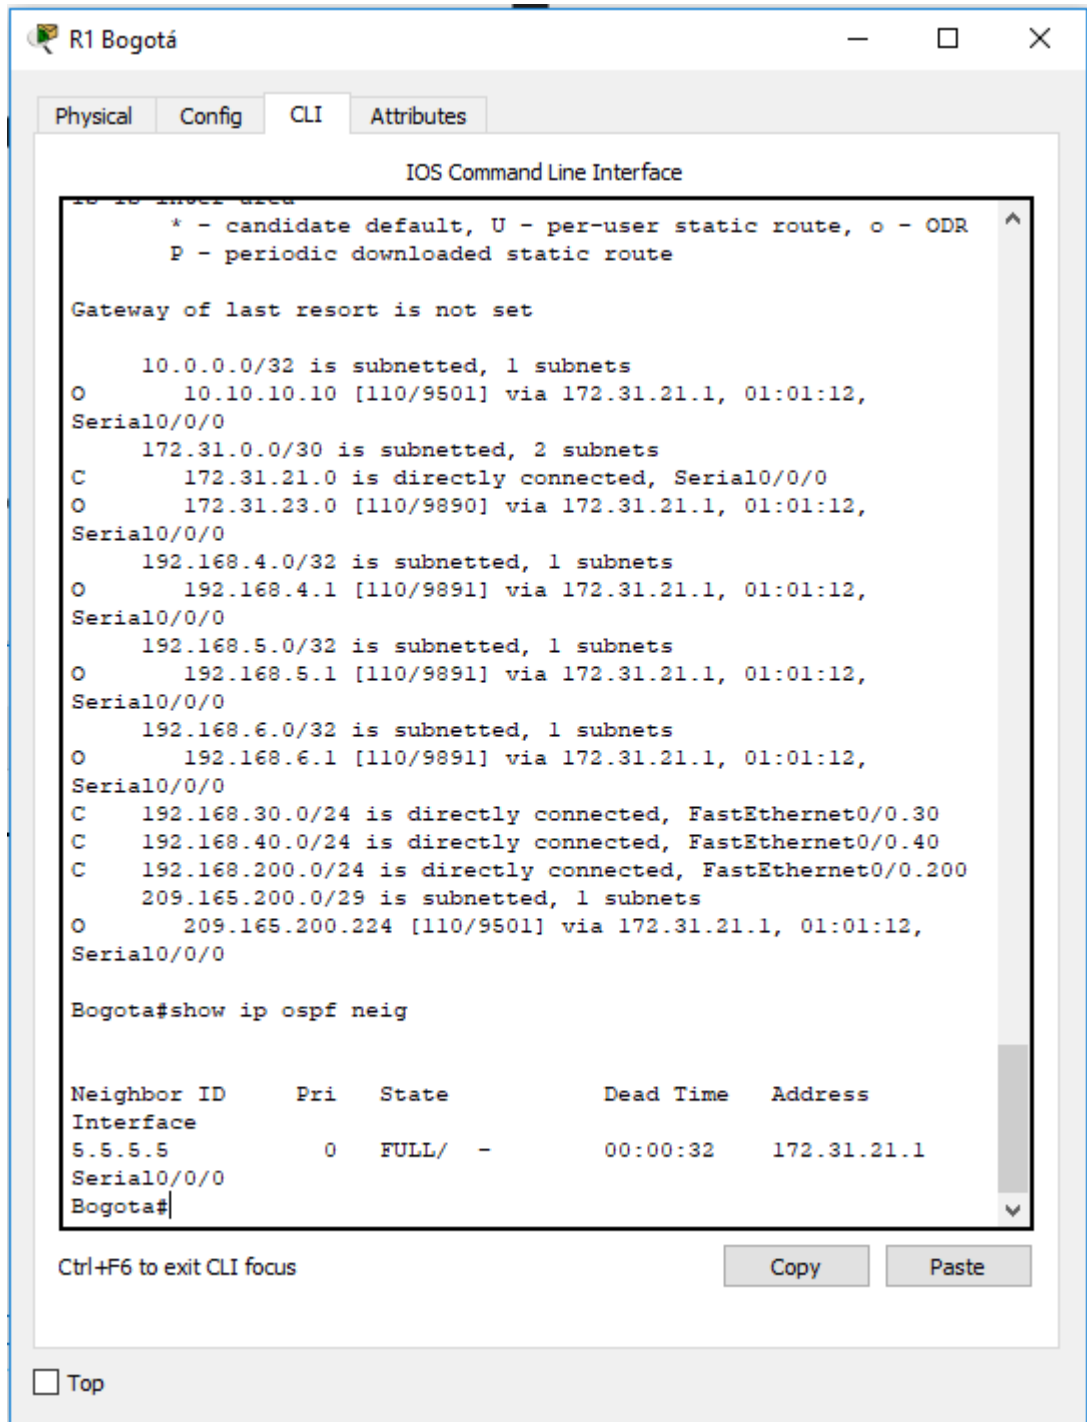 R1 Bogotá
Physical Config CLI Attributes
IOS Command Line Interface
is is inter area
* - candidate default, U - per-user static route, o - ODR
P - periodic downloaded static route
Gateway of last resort is not set
10.0.0.0/32 is subnetted, 1 subnets
O 10.10.10.10 [110/9501] via 172.31.21.1, 01:01:12,
Serial0/0/0
172.31.0.0/30 is subnetted, 2 subnets
C 172.31.21.0 is directly connected, Serial0/0/0
O 172.31.23.0 [110/9890] via 172.31.21.1, 01:01:12,
Serial0/0/0
192.168.4.0/32 is subnetted, 1 subnets
O 192.168.4.1 [110/9891] via 172.31.21.1, 01:01:12,
Serial0/0/0
192.168.5.0/32 is subnetted, 1 subnets
O 192.168.5.1 [110/9891] via 172.31.21.1, 01:01:12,
Serial0/0/0
192.168.6.0/32 is subnetted, 1 subnets
O 192.168.6.1 [110/9891] via 172.31.21.1, 01:01:12,
Serial0/0/0
C 192.168.30.0/24 is directly connected, FastEthernet0/0.30
C 192.168.40.0/24 is directly connected, FastEthernet0/0.40
C 192.168.200.0/24 is directly connected, FastEthernet0/0.200
209.165.200.0/29 is subnetted, 1 subnets
O 209.165.200.224 [110/9501] via 172.31.21.1, 01:01:12,
Serial0/0/0
Bogota#show ip ospf neig
Neighbor ID Pri State Dead Time Address
Interface
5.5.5.5 0 FULL/ - 00:00:32 172.31.21.1
Serial0/0/0
Bogota#
Ctrl+F6 to exit CLI focus
Copy Paste
Top